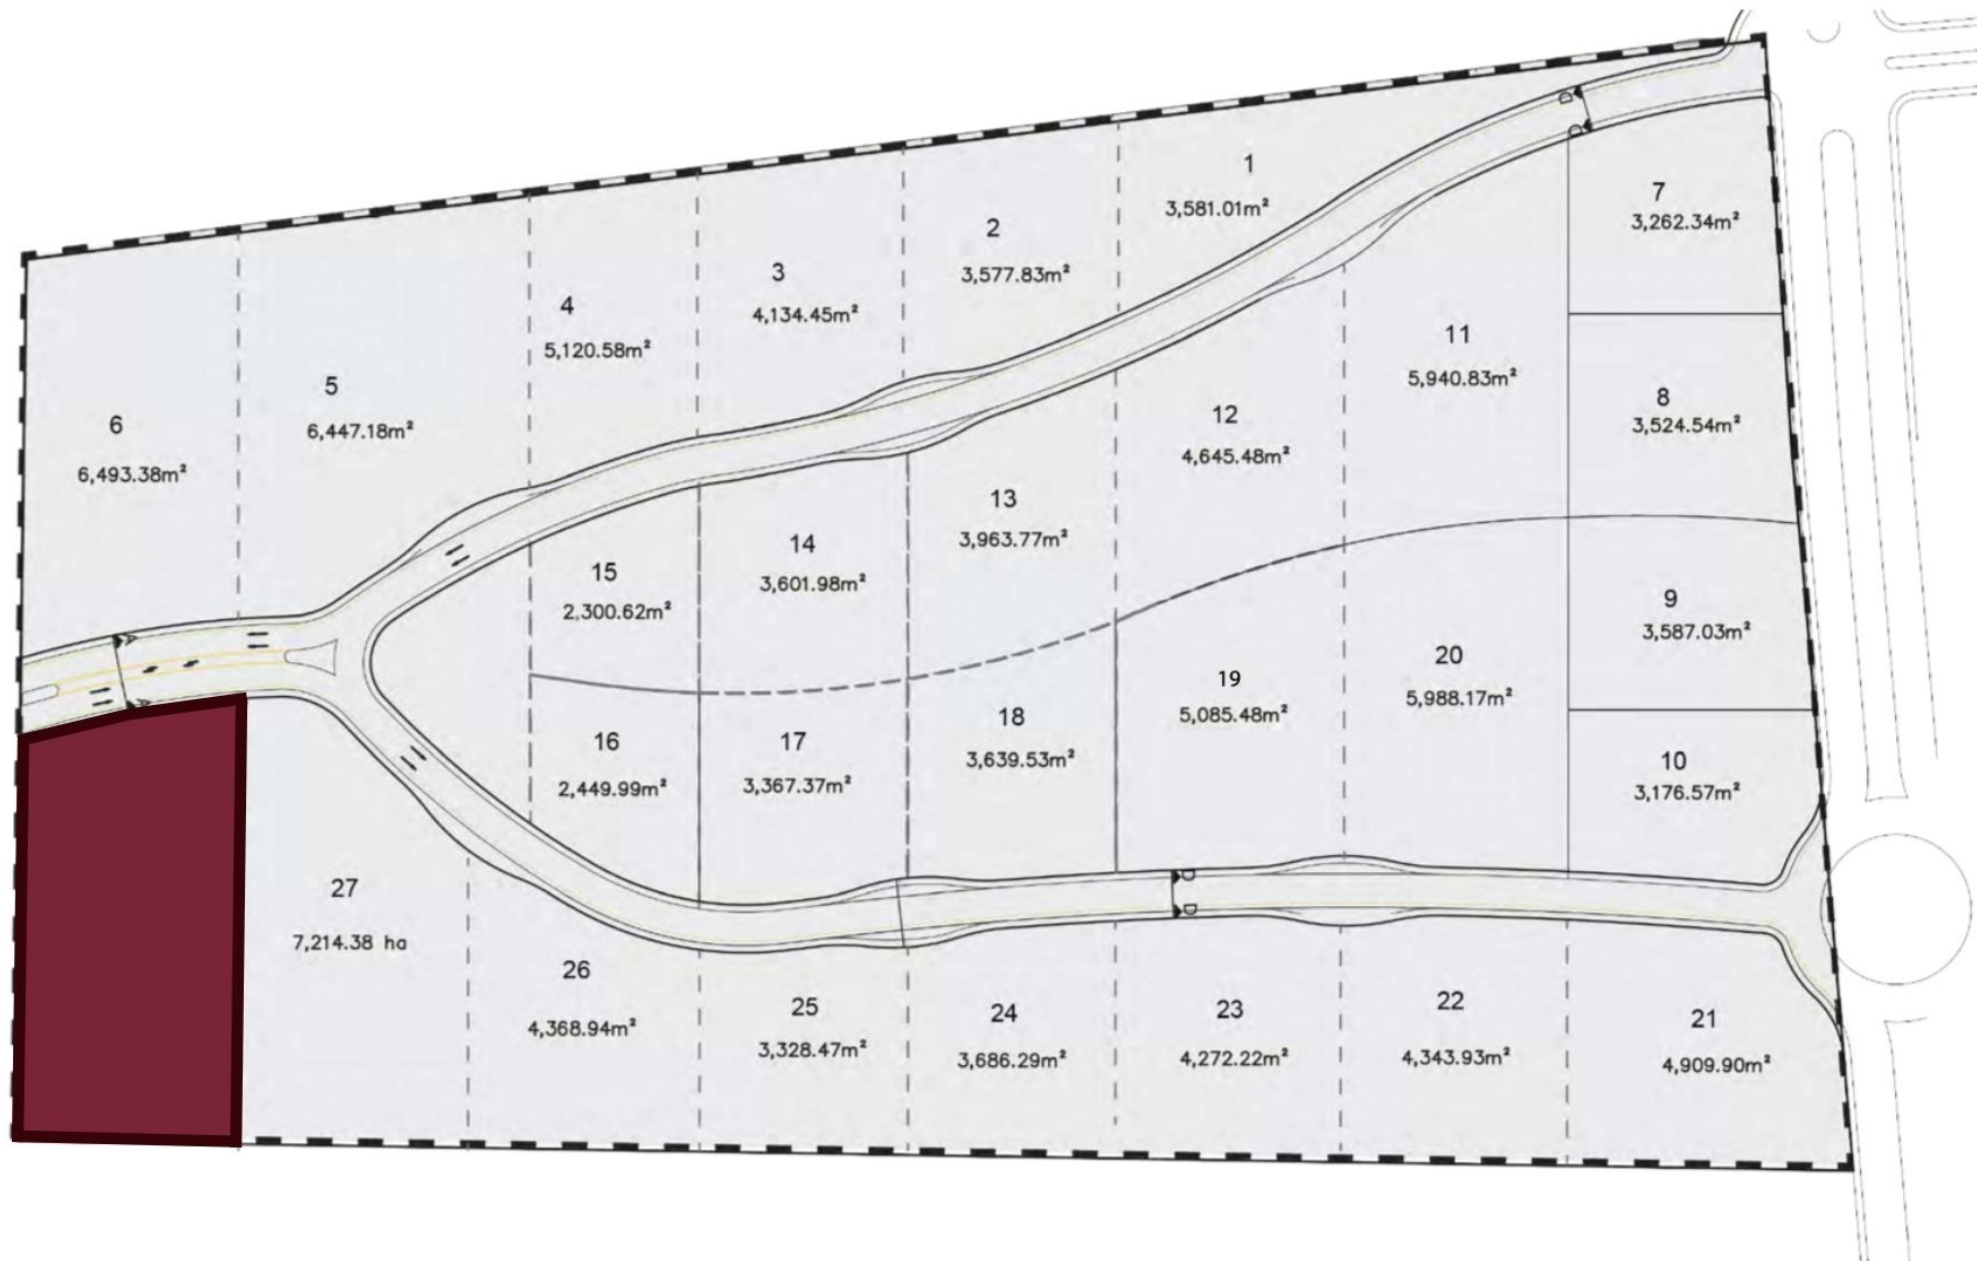 1
3,581.01m²
2
3,577.83m²
3
4,134.45m²
4
5,120.58m²
5
6,447.18m²
6
6,493.38m²
7
3,262.34m²
8
3,524.54m²
9
3,587.03m²
10
3,176.57m²
11
5,940.83m²
12
4,645.48m²
13
3,963.77m²
14
3,601.98m²
15
2,300.62m²
16
2,449.99m²
17
3,367.37m²
18
3,639.53m²
19
5,085.48m²
20
5,988.17m²
21
4,909.90m²
22
4,343.93m²
23
4,272.22m²
24
3,686.29m²
25
3,328.47m²
26
4,368.94m²
27
7,214.38 ha